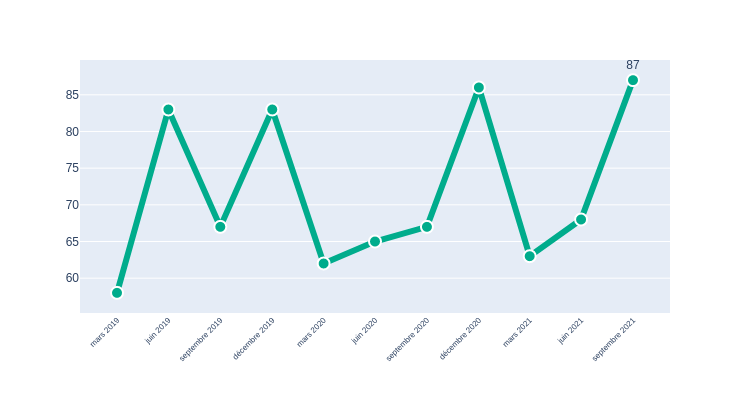 87
85
80
75
70
65
60
mars 2019
juin 2019
septembre 2019
décembre 2019
mars 2020
juin 2020
septembre 2020
décembre 2020
mars 2021
juin 2021
septembre 2021